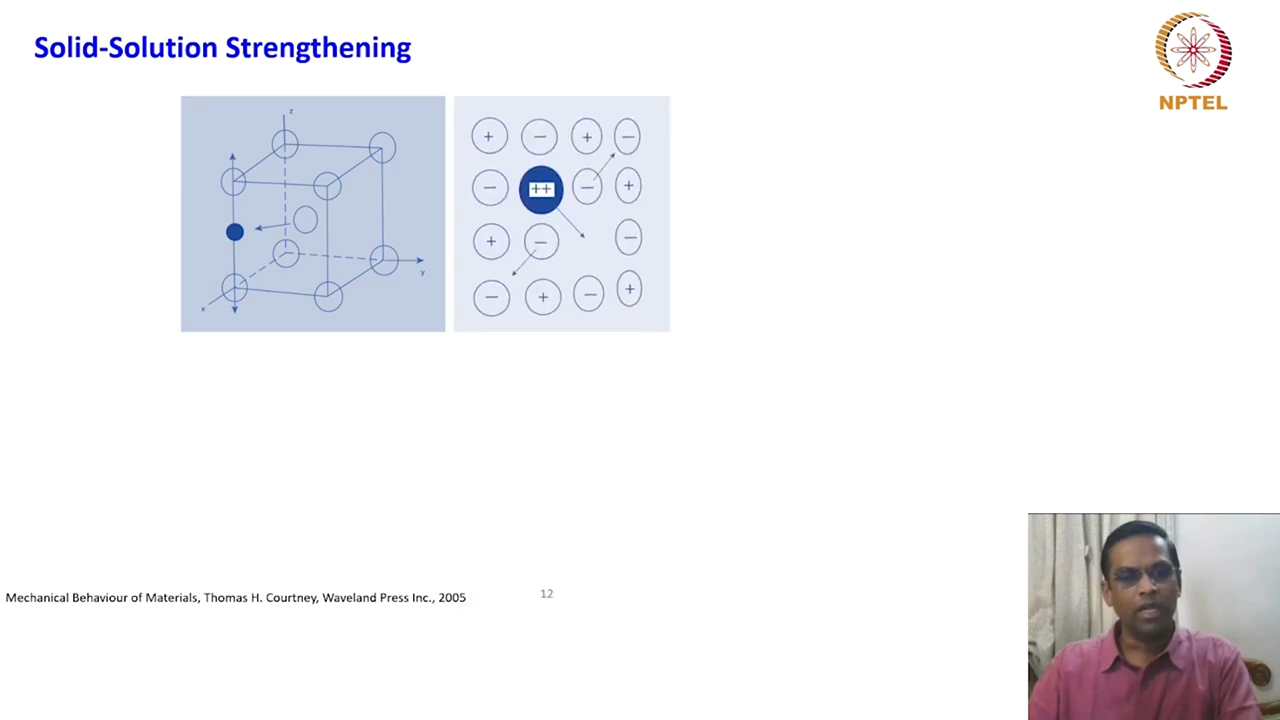 Solid-Solution Strengthening
NPTEL
z
y
x
+ − + −
− ++ − +
+ − −
− + − +
Mechanical Behaviour of Materials, Thomas H. Courtney, Waveland Press Inc., 2005
12